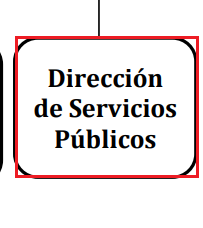 Dirección
de Servicios
Públicos